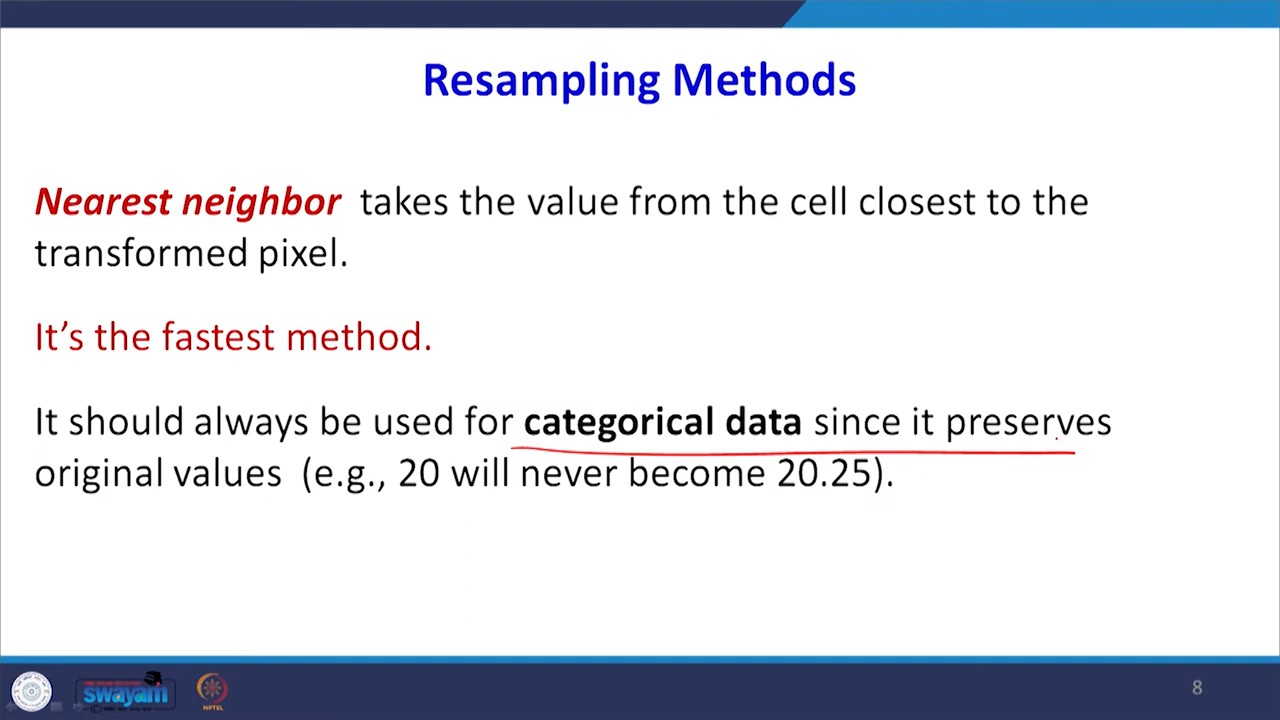 Resampling Methods
Nearest neighbor takes the value from the cell closest to the
transformed pixel.
It’s the fastest method.
It should always be used for categorical data since it preserves
original values (e.g., 20 will never become 20.25).
swayam
NPTEL
8